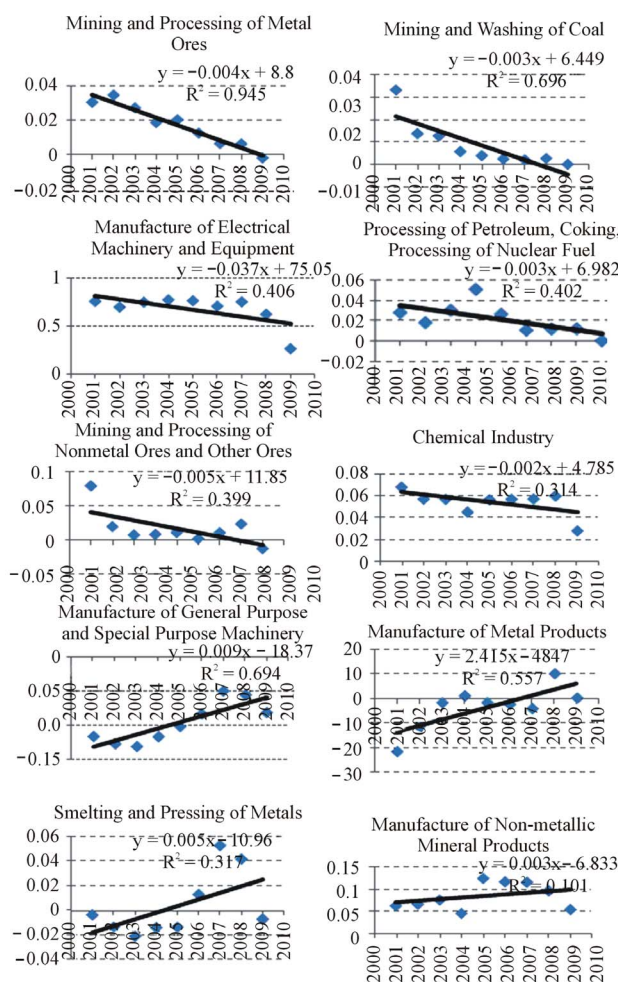 Mining and Processing of Metal
Ores
y = −0.004x + 8.8
R² = 0.945
0.04
0.02
0
−0.02
2000 2001 2002 2003 2004 2005 2006 2007 2008 2009 2010
Mining and Washing of Coal
y = −0.003x + 6.449
R² = 0.696
0.04
0.03
0.02
0
−0.01
2000 2001 2002 2003 2004 2005 2006 2007 2008 2009 2010
Manufacture of Electrical
Machinery and Equipment
y = −0.037x + 75.05
R² = 0.406
1
0.5
0
2000 2001 2002 2003 2004 2005 2006 2007 2008 2009 2010
Processing of Petroleum, Coking,
Processing of Nuclear Fuel
y = −0.003x + 6.982
R² = 0.402
0.06
0.04
0.02
0
−0.02
2000 2001 2002 2003 2004 2005 2006 2007 2008 2009 2010
Mining and Processing of
Nonmetal Ores and Other Ores
y = −0.005x + 11.85
R² = 0.399
0.1
0.05
0
−0.05
2000 2001 2002 2003 2004 2005 2006 2007 2008 2009 2010
Chemical Industry
y = −0.002x + 4.785
R² = 0.314
0.08
0.06
0.04
0.02
0
2000 2001 2002 2003 2004 2005 2006 2007 2008 2009 2010
Manufacture of General Purpose
and Special Purpose Machinery
y = 0.009x − 18.37
R² = 0.694
0
0.05
0.0
−0.15
2000 2001 2002 2003 2004 2005 2006 2007 2008 2009 2010
Manufacture of Metal Products
y = 2.415x−4847
R² = 0.557
20
10
0
−10
−20
−30
2000 2001 2002 2003 2004 2005 2006 2007 2008 2009 2010
Smelting and Pressing of Metals
y = 0.005x−10.96
R² = 0.317
0.06
0.04
0.02
0
−0.02
−0.04
2000 2001 2002 2003 2004 2005 2006 2007 2008 2009 2010
Manufacture of Non-metallic
Mineral Products
y = 0.003x−6.833
R² = 0.101
0.15
0.10
0.05
0
2000 2001 2002 2003 2004 2005 2006 2007 2008 2009 2010